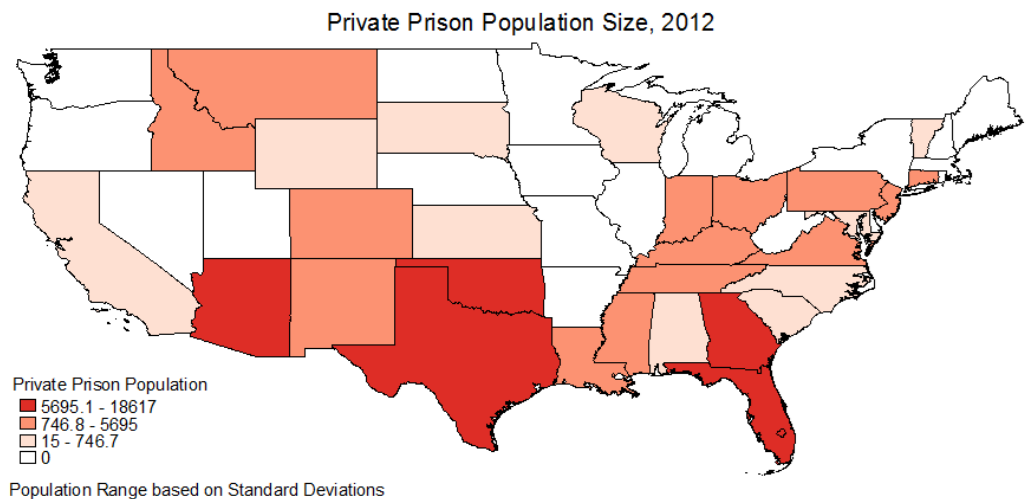 Private Prison Population Size, 2012
Private Prison Population
5695.1 - 18617
746.8 - 5695
15 - 746.7
0
Population Range based on Standard Deviations